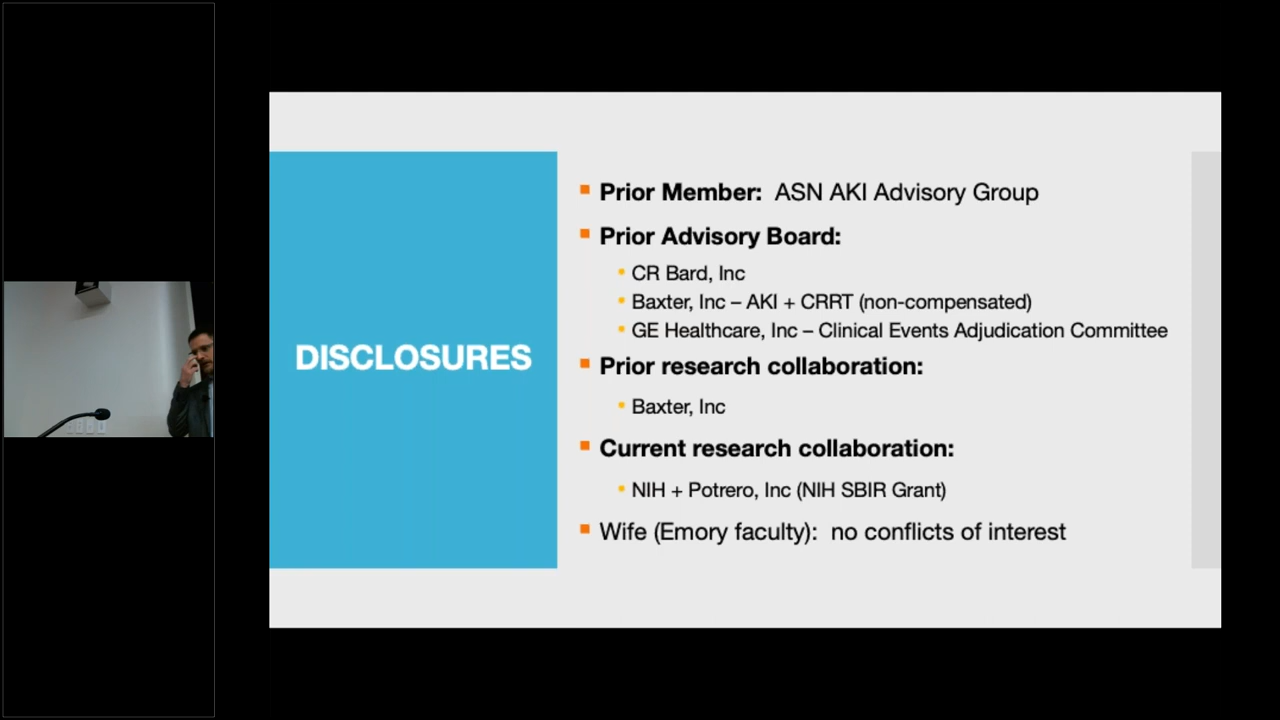 DISCLOSURES
Prior Member: ASN AKI Advisory Group
Prior Advisory Board:
CR Bard, Inc
Baxter, Inc – AKI + CRRT (non-compensated)
GE Healthcare, Inc – Clinical Events Adjudication Committee
Prior research collaboration:
Baxter, Inc
Current research collaboration:
NIH + Potrero, Inc (NIH SBIR Grant)
Wife (Emory faculty): no conflicts of interest